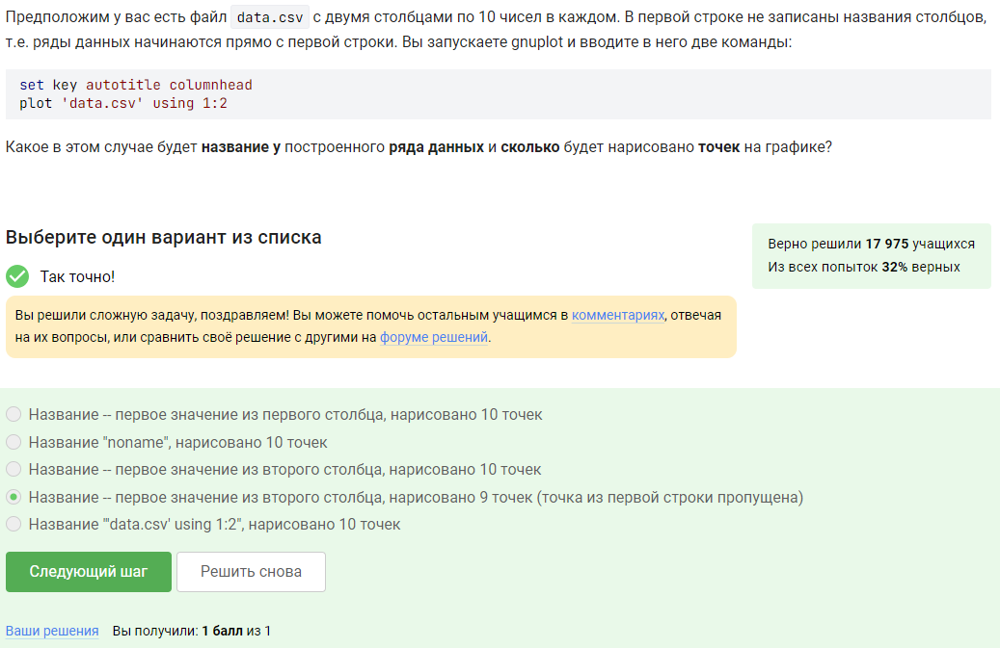 Предположим у вас есть файл data.csv с двумя столбцами по 10 чисел в каждом. В первой строке не записаны названия столбцов,
т.е. ряды данных начинаются прямо с первой строки. Вы запускаете gnuplot и вводите в него две команды:
set key autotitle columnhead
plot 'data.csv' using 1:2
Какое в этом случае будет название у построенного ряда данных и сколько будет нарисовано точек на графике?
Выберите один вариант из списка
Верно решили 17 975 учащихся
Из всех попыток 32% верных
Так точно!
Вы решили сложную задачу, поздравляем! Вы можете помочь остальным учащимся в комментариях, отвечая
на их вопросы, или сравнить своё решение с другими на форуме решений.
Название -- первое значение из первого столбца, нарисовано 10 точек
Название "noname", нарисовано 10 точек
Название -- первое значение из второго столбца, нарисовано 10 точек
Название -- первое значение из второго столбца, нарисовано 9 точек (точка из первой строки пропущена)
Название "'data.csv' using 1:2", нарисовано 10 точек
Следующий шаг
Решить снова
Ваши решения Вы получили: 1 балл из 1